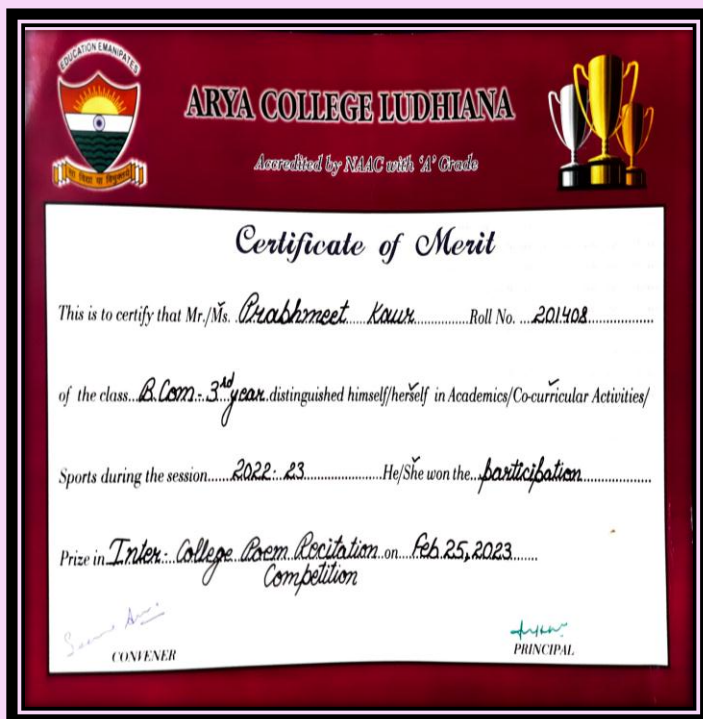 EDUCATION EMANIPATES
सा विद्या या विमुक्तये
ARYA COLLEGE LUDHIANA
Accredited by NAAC with 'A' Grade
Certificate of Merit
This is to certify that Mr./Ms. Prabhmeet Kaur Roll No. 201408
of the class B.Com.- 3rd year distinguished himself/herself in Academics/Co-curricular Activities/
Sports during the session 2022-23 He/She won the participation
Prize in Inter-College Poem Recitation on Feb 25, 2023
Competition
CONVENER
PRINCIPAL